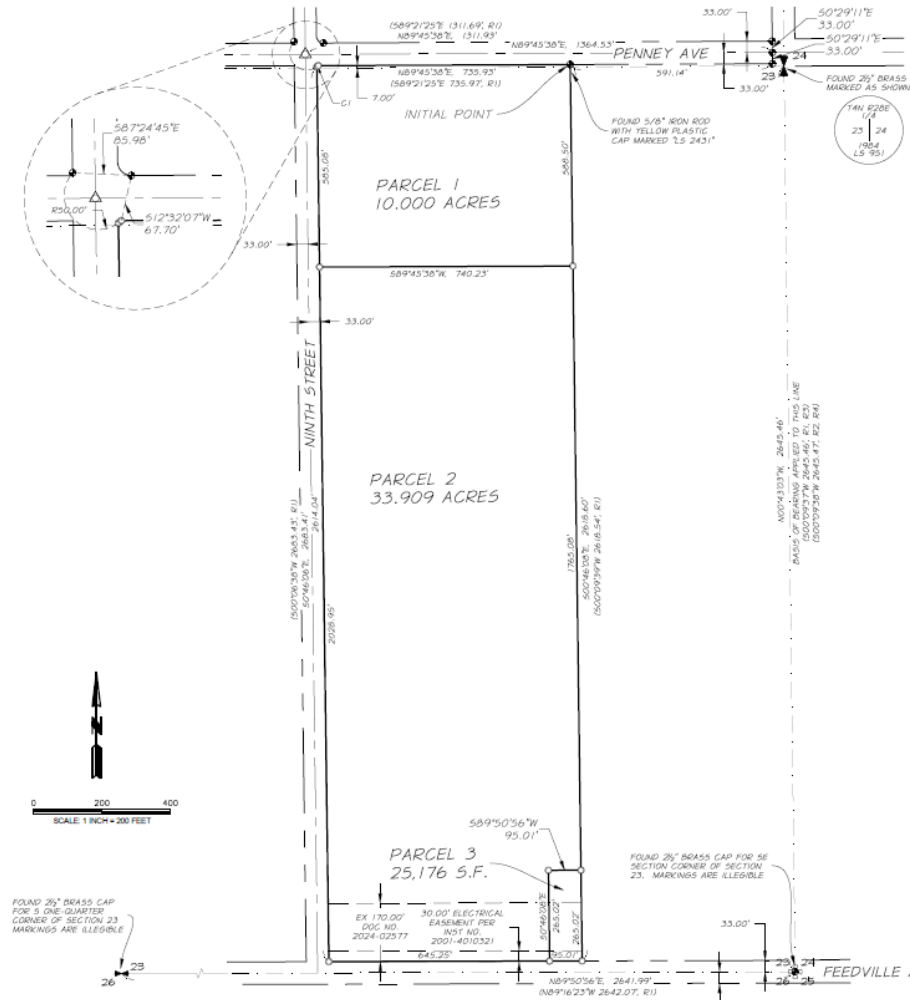 (S89°21'25"E 1311.69', R1)
N89°45'38"E, 1311.93'
N89°45'38"E, 1364.53'
PENNEY AVE
33.00'
S0°29'11"E
33.00'
S0°29'11"E
33.00'
23
24
N89°45'38"E, 735.93'
(S89°21'25"E 735.97', R1)
591.14'
33.00'
7.00'
C1
INITIAL POINT
FOUND 5/8" IRON ROD
WITH YELLOW PLASTIC
CAP MARKED "LS 2431"
FOUND 2½" BRASS
MARKED AS SHOWN
T4N R28E
1/4
23 | 24
1984
LS 951
S87°24'45"E
85.98'
R50.00'
S12°32'07"W
67.70'
33.00'
585.08'
588.50'
PARCEL 1
10.000 ACRES
S89°45'38"W, 740.23'
33.00'
NINTH STREET
PARCEL 2
33.909 ACRES
(S00°06'38"W 2683.43', R1)
S0°46'08"E, 2683.41'
2614.04'
2028.95'
1765.08'
S00°46'08"E, 2618.60'
(S00°09'39"W 2618.54', R1)
N00°43'03"W, 2645.46'
BASIS OF BEARING APPLIED TO THIS LINE
(S00°09'37"W 2645.46', R1, R3)
(S00°09'38"W 2645.47', R2, R4)
N
0 200 400
SCALE: 1 INCH = 200 FEET
S89°50'56"W
95.01'
PARCEL 3
25,176 S.F.
S0°46'08"E
265.02'
265.02'
EX 170.00'
DOC NO.
2024-02577
30.00' ELECTRICAL
EASEMENT PER
INST NO.
2001-4010321
645.25'
95.01'
FOUND 2½" BRASS CAP
FOR S ONE-QUARTER
CORNER OF SECTION 23
MARKINGS ARE ILLEGIBLE
23
26
FOUND 2½" BRASS CAP FOR SE
SECTION CORNER OF SECTION
23. MARKINGS ARE ILLEGIBLE
33.00'
23 24
26 25
FEEDVILLE
N89°50'56"E, 2641.99'
(N89°16'23"W 2642.07', R1)